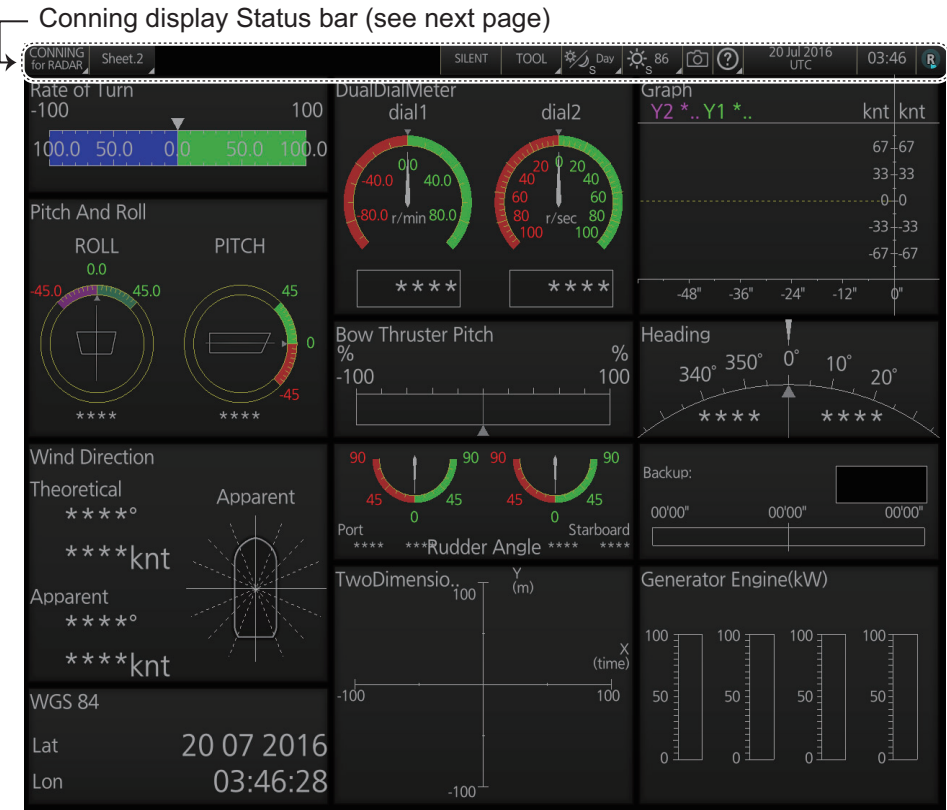 Conning display Status bar (see next page)
CONNING for RADAR
Sheet.2
SILENT
TOOL
S
Day
S
86
?
20 Jul 2016
UTC
03:46
R
Rate of Turn
-100 100
100.0 50.0 0.0 50.0 100.0
Pitch And Roll
ROLL PITCH
0.0
-45.0 45.0
45
0
-45
**** ****
Wind Direction
Theoretical
****°
****knt
Apparent
****°
****knt
Apparent
WGS 84
Lat 20 07 2016
Lon 03:46:28
DualDialMeter
dial1 dial2
0.0
-40.0 40.0
-80.0 r/min 80.0
20 0 20
40 40
60 60
80 r/sec 80
100 100
**** ****
Bow Thruster Pitch
% %
-100 100
90 90 90 90
45 45 45 45
0 0
Port Starboard
**** ***Rudder Angle **** ****
TwoDimensio..
100
Y
(m)
X
(time)
-100 100
-100
Graph
Y2 *.. Y1 *.. knt knt
67 67
33 33
0 0
-33 -33
-67 -67
-48" -36" -24" -12" 0"
Heading
340° 350° 0° 10° 20°
**** ****
Backup:
00'00" 00'00" 00'00"
Generator Engine(kW)
100 100 100 100
50 50 50 50
0 0 0 0